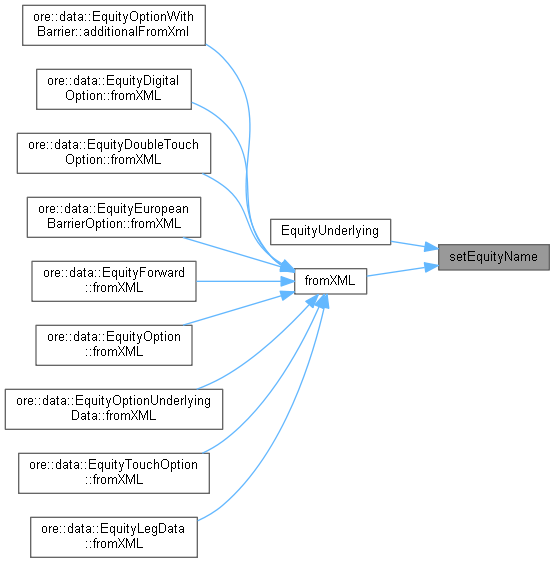 ore::data::EquityOptionWith
Barrier::additionalFromXml
ore::data::EquityDigital
Option::fromXML
ore::data::EquityDoubleTouch
Option::fromXML
ore::data::EquityEuropean
BarrierOption::fromXML
ore::data::EquityForward
::fromXML
ore::data::EquityOption
::fromXML
ore::data::EquityOptionUnderlying
Data::fromXML
ore::data::EquityTouchOption
::fromXML
ore::data::EquityLegData
::fromXML
EquityUnderlying
fromXML
setEquityName